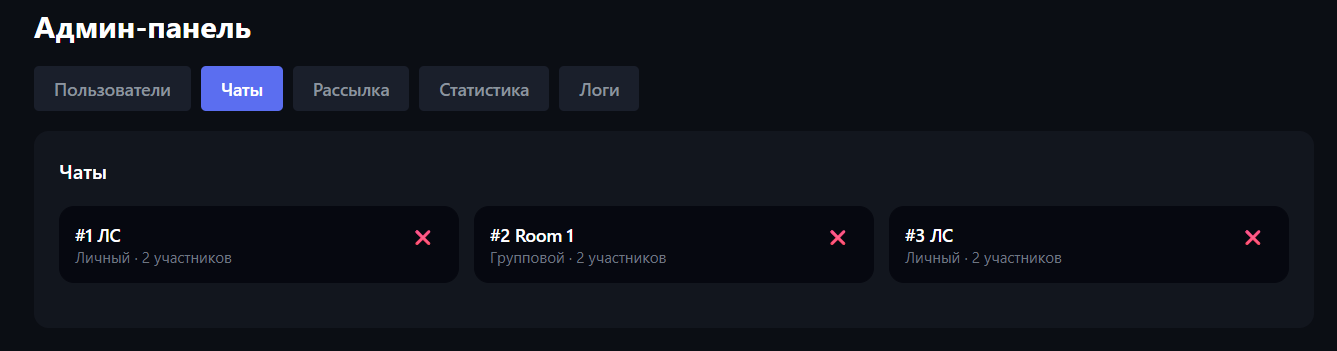 Админ-панель
Пользователи Чаты Рассылка Статистика Логи
Чаты
#1 ЛС
Личный · 2 участников
#2 Room 1
Групповой · 2 участников
#3 ЛС
Личный · 2 участников